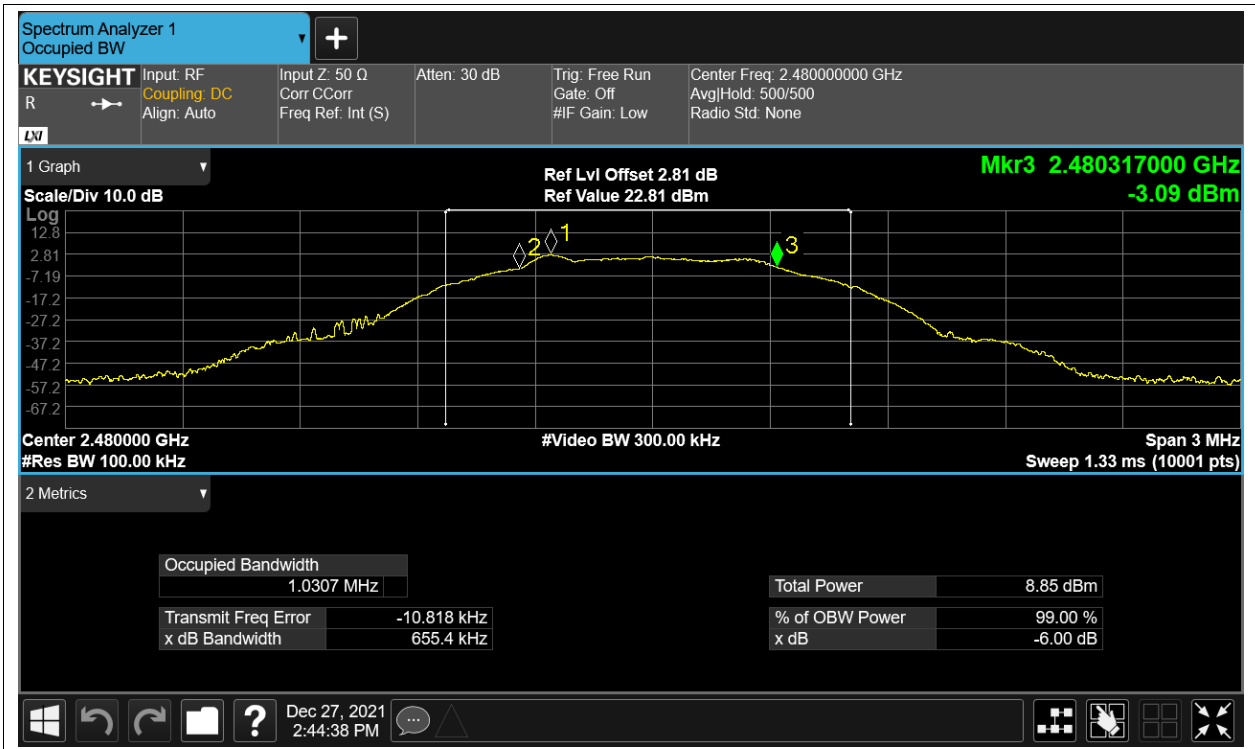 Spectrum Analyzer 1
Occupied BW
KEYSIGHT
R
LXI
Input: RF
Coupling: DC
Align: Auto
Input Z: 50 Ω
Corr CCorr
Freq Ref: Int (S)
Atten: 30 dB
Trig: Free Run
Gate: Off
#IF Gain: Low
Center Freq: 2.480000000 GHz
Avg|Hold: 500/500
Radio Std: None
1 Graph
Scale/Div 10.0 dB
Ref Lvl Offset 2.81 dB
Ref Value 22.81 dBm
Mkr3 2.480317000 GHz
-3.09 dBm
Log
12.8
2.81
-7.19
-17.2
-27.2
-37.2
-47.2
-57.2
-67.2
2
1
3
Center 2.480000 GHz
#Video BW 300.00 kHz
Span 3 MHz
#Res BW 100.00 kHz
Sweep 1.33 ms (10001 pts)
2 Metrics
Occupied Bandwidth
1.0307 MHz
Transmit Freq Error -10.818 kHz
x dB Bandwidth 655.4 kHz
Total Power 8.85 dBm
% of OBW Power 99.00 %
x dB -6.00 dB
?
Dec 27, 2021
2:44:38 PM